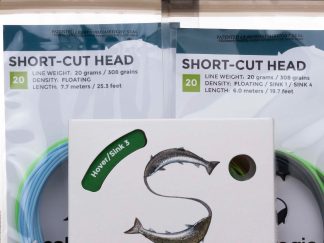 SHORT-CUT HEAD
20
LINE WEIGHT: 20 grams / 308 grains
DENSITY: FLOATING
LENGTH: 7.7 meters / 25.3 feet
SHORT-CUT HEAD
20
LINE WEIGHT: 20 grams / 308 grains
DENSITY: FLOATING / SINK 1 / SINK 4
LENGTH: 6.0 meters / 19.7 feet
Hover/Sink 3